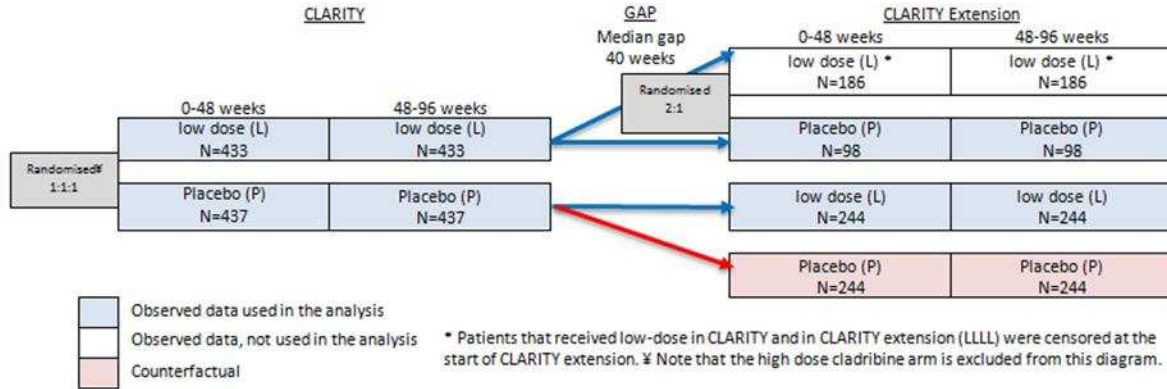 CLARITY
GAP
CLARITY Extension
Median gap
40 weeks
0-48 weeks
48-96 weeks
low dose (L) *
N=186
low dose (L) *
N=186
Randomised
2:1
0-48 weeks
48-96 weeks
low dose (L)
N=433
low dose (L)
N=433
Placebo (P)
N=98
Placebo (P)
N=98
Randomised¥
1:1:1
Placebo (P)
N=437
Placebo (P)
N=437
low dose (L)
N=244
low dose (L)
N=244
Placebo (P)
N=244
Placebo (P)
N=244
Observed data used in the analysis
Observed data, not used in the analysis
Counterfactual
* Patients that received low-dose in CLARITY and in CLARITY extension (LLLL) were censored at the
start of CLARITY extension. ¥ Note that the high dose cladribine arm is excluded from this diagram.